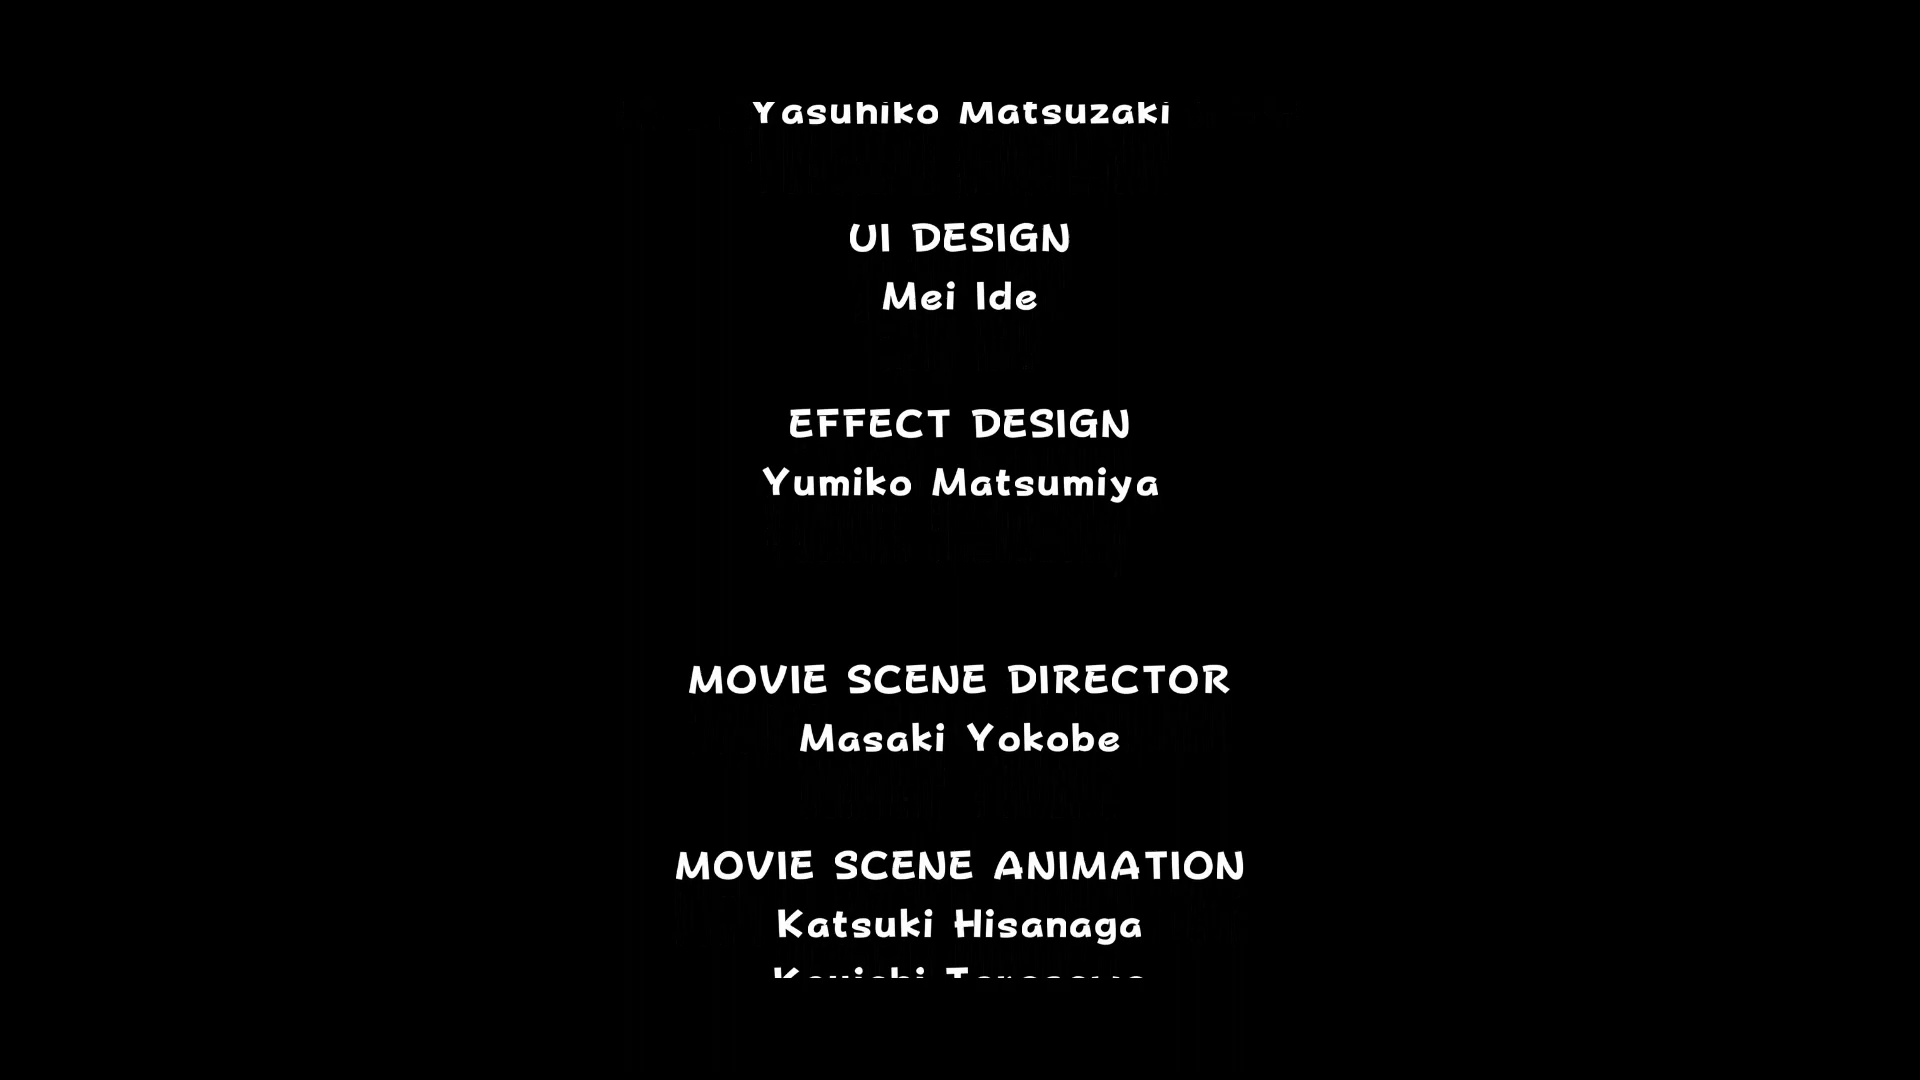 Yasuhiko Matsuzaki
UI DESIGN
Mei Ide
EFFECT DESIGN
Yumiko Matsumiya
MOVIE SCENE DIRECTOR
Masaki Yokobe
MOVIE SCENE ANIMATION
Katsuki Hisanaga